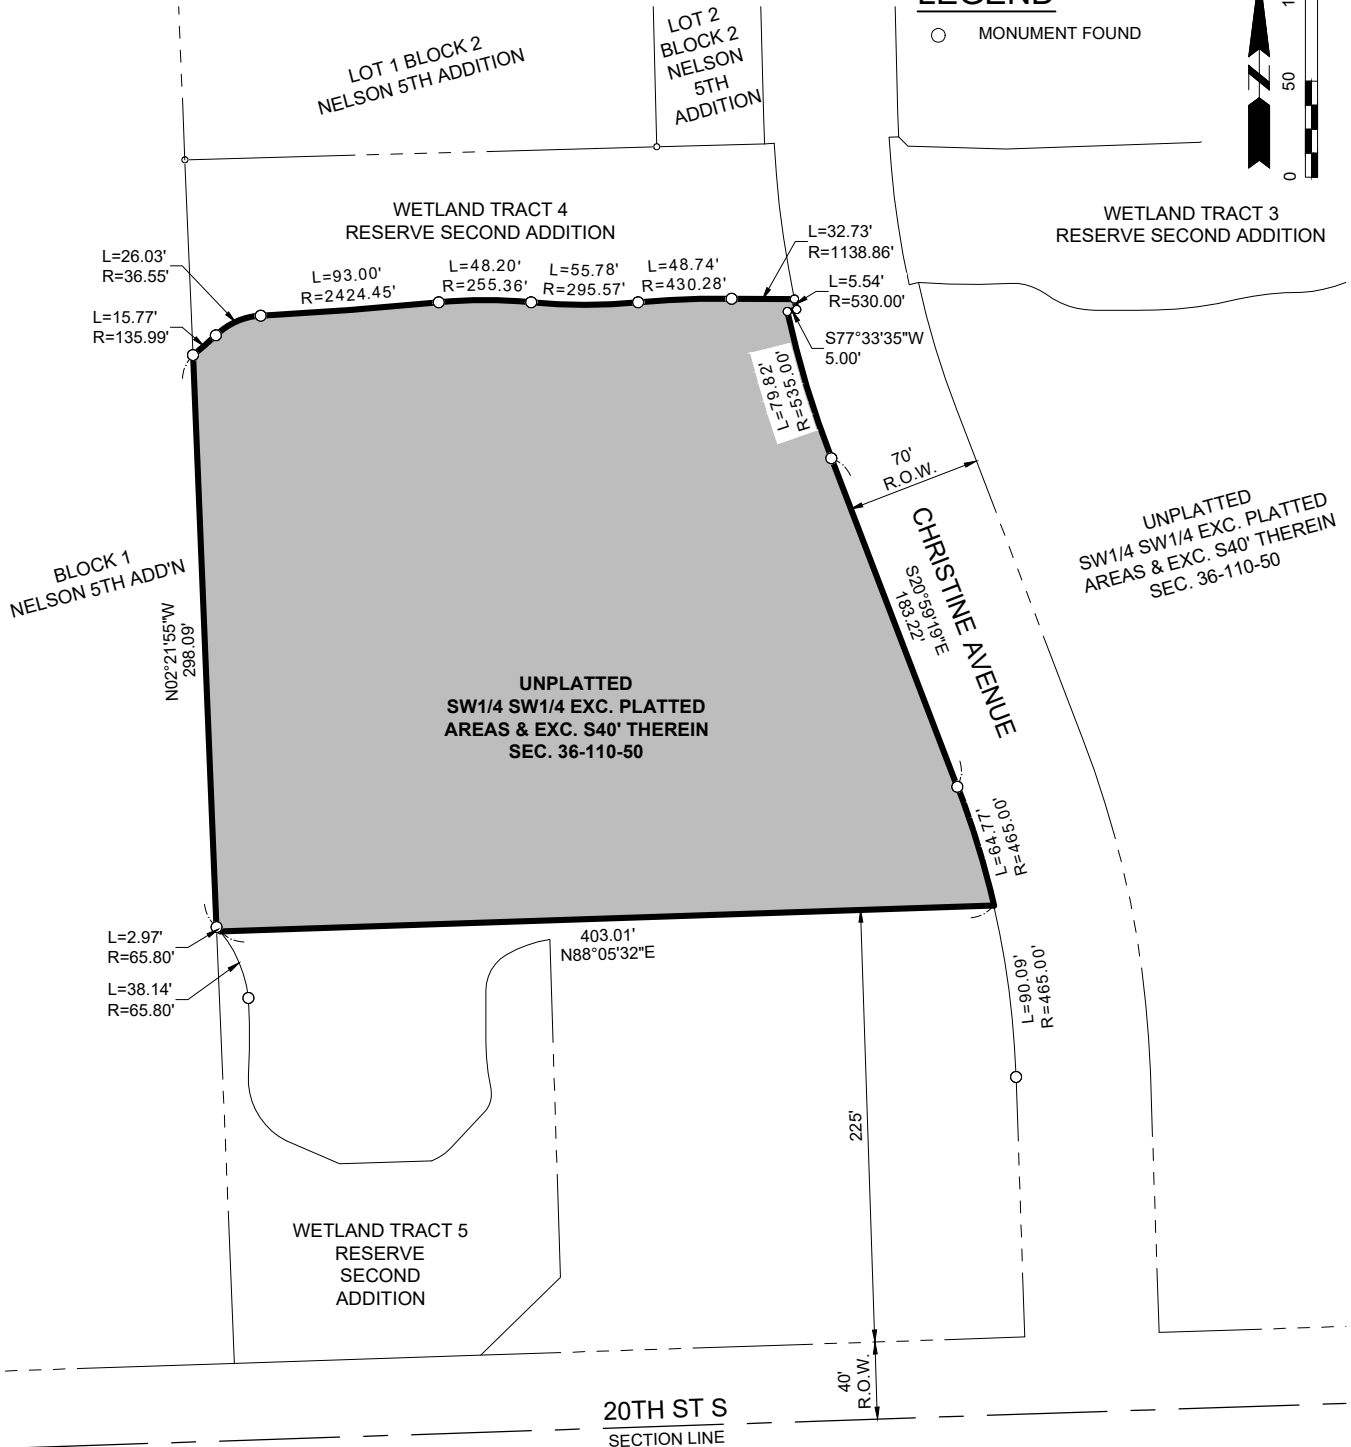 LEGEND
MONUMENT FOUND
N
50
0
LOT 1 BLOCK 2
NELSON 5TH ADDITION
LOT 2
BLOCK 2
NELSON
5TH
ADDITION
WETLAND TRACT 4
RESERVE SECOND ADDITION
WETLAND TRACT 3
RESERVE SECOND ADDITION
L=26.03'
R=36.55'
L=15.77'
R=135.99'
L=93.00'
R=2424.45'
L=48.20'
R=255.36'
L=55.78'
R=295.57'
L=48.74'
R=430.28'
L=32.73'
R=1138.86'
L=5.54'
R=530.00'
S77°33'35"W
5.00'
L=79.82'
R=535.00'
70'
R.O.W.
CHRISTINE AVENUE
S20°59'19"E
183.22'
UNPLATTED
SW1/4 SW1/4 EXC. PLATTED
AREAS & EXC. S40' THEREIN
SEC. 36-110-50
BLOCK 1
NELSON 5TH ADD'N
N02°21'55"W
298.09'
UNPLATTED
SW1/4 SW1/4 EXC. PLATTED
AREAS & EXC. S40' THEREIN
SEC. 36-110-50
L=64.77'
R=465.00'
L=2.97'
R=65.80'
L=38.14'
R=65.80'
403.01'
N88°05'32"E
L=90.09'
R=465.00'
225'
WETLAND TRACT 5
RESERVE
SECOND
ADDITION
40'
R.O.W.
20TH ST S
SECTION LINE